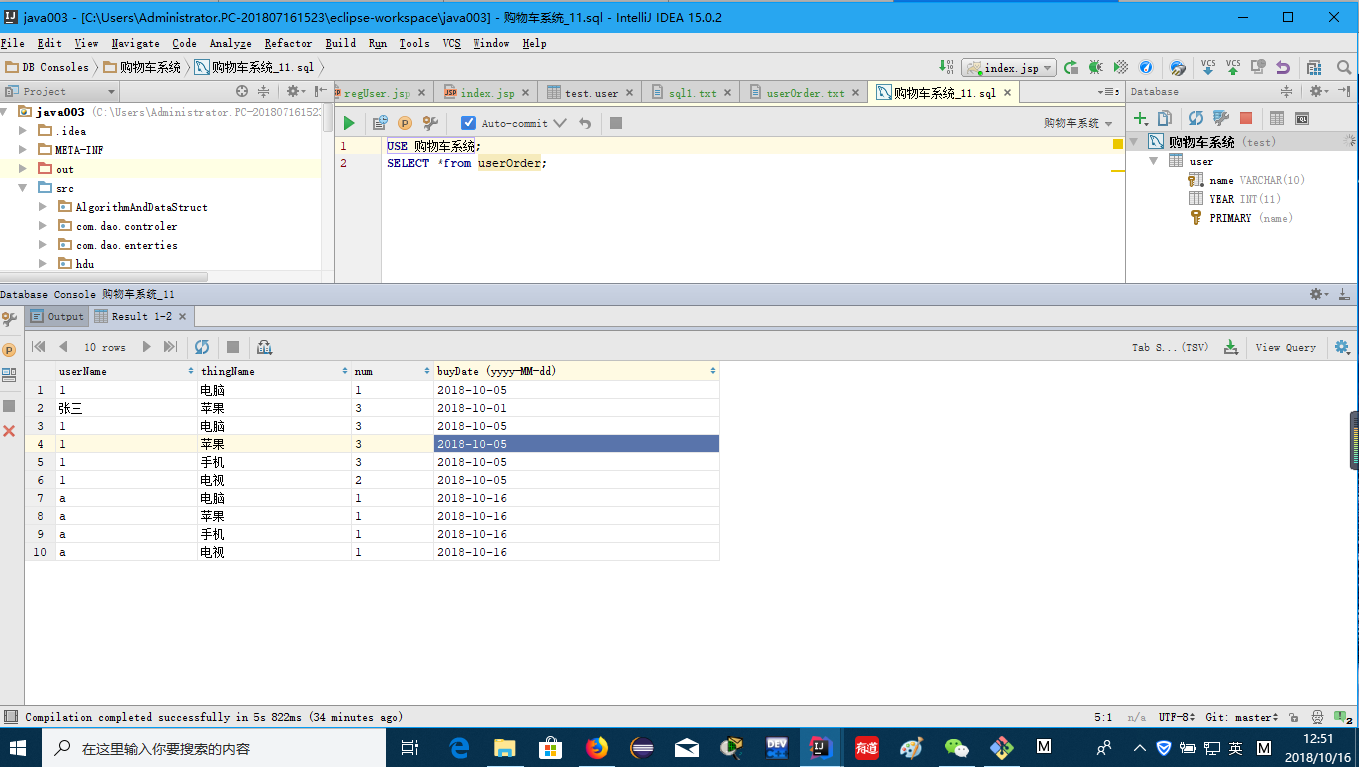 java003 - [C:\Users\Administrator.PC-201807161523\eclipse-workspace\java003] - 购物车系统_11.sql - IntelliJ IDEA 15.0.2
File Edit View Navigate Code Analyze Refactor Build Run Tools VCS Window Help
DB Consoles 购物车系统 购物车系统_11.sql index.jsp VCS VCS
Project regUser.jsp index.jsp test.user sql1.txt userOrder.txt 购物车系统_11.sql Database
java003 (C:\Users\Administrator.PC-201807161523
.idea
META-INF
out
src
AlgorithmAndDataStruct
com.dao.controler
com.dao.enterties
hdu
Auto-commit 购物车系统
1 USE 购物车系统;
2 SELECT *from userOrder;
购物车系统 (test)
user
name VARCHAR(10)
YEAR INT(11)
PRIMARY (name)
Database Console 购物车系统_11
Output Result 1-2
10 rows Tab S...(TSV) View Query
userName thingName num buyDate (yyyy-MM-dd)
1 1 电脑 1 2018-10-05
2 张三 苹果 3 2018-10-01
3 1 电脑 3 2018-10-05
4 1 苹果 3 2018-10-05
5 1 手机 3 2018-10-05
6 1 电视 2 2018-10-05
7 a 电脑 1 2018-10-16
8 a 苹果 1 2018-10-16
9 a 手机 1 2018-10-16
10 a 电视 1 2018-10-16
Compilation completed successfully in 5s 822ms (34 minutes ago) 5:1 n/a UTF-8 Git: master 2
在这里输入你要搜索的内容 DEV IJ 有道 M 英 M 12:51
2018/10/16